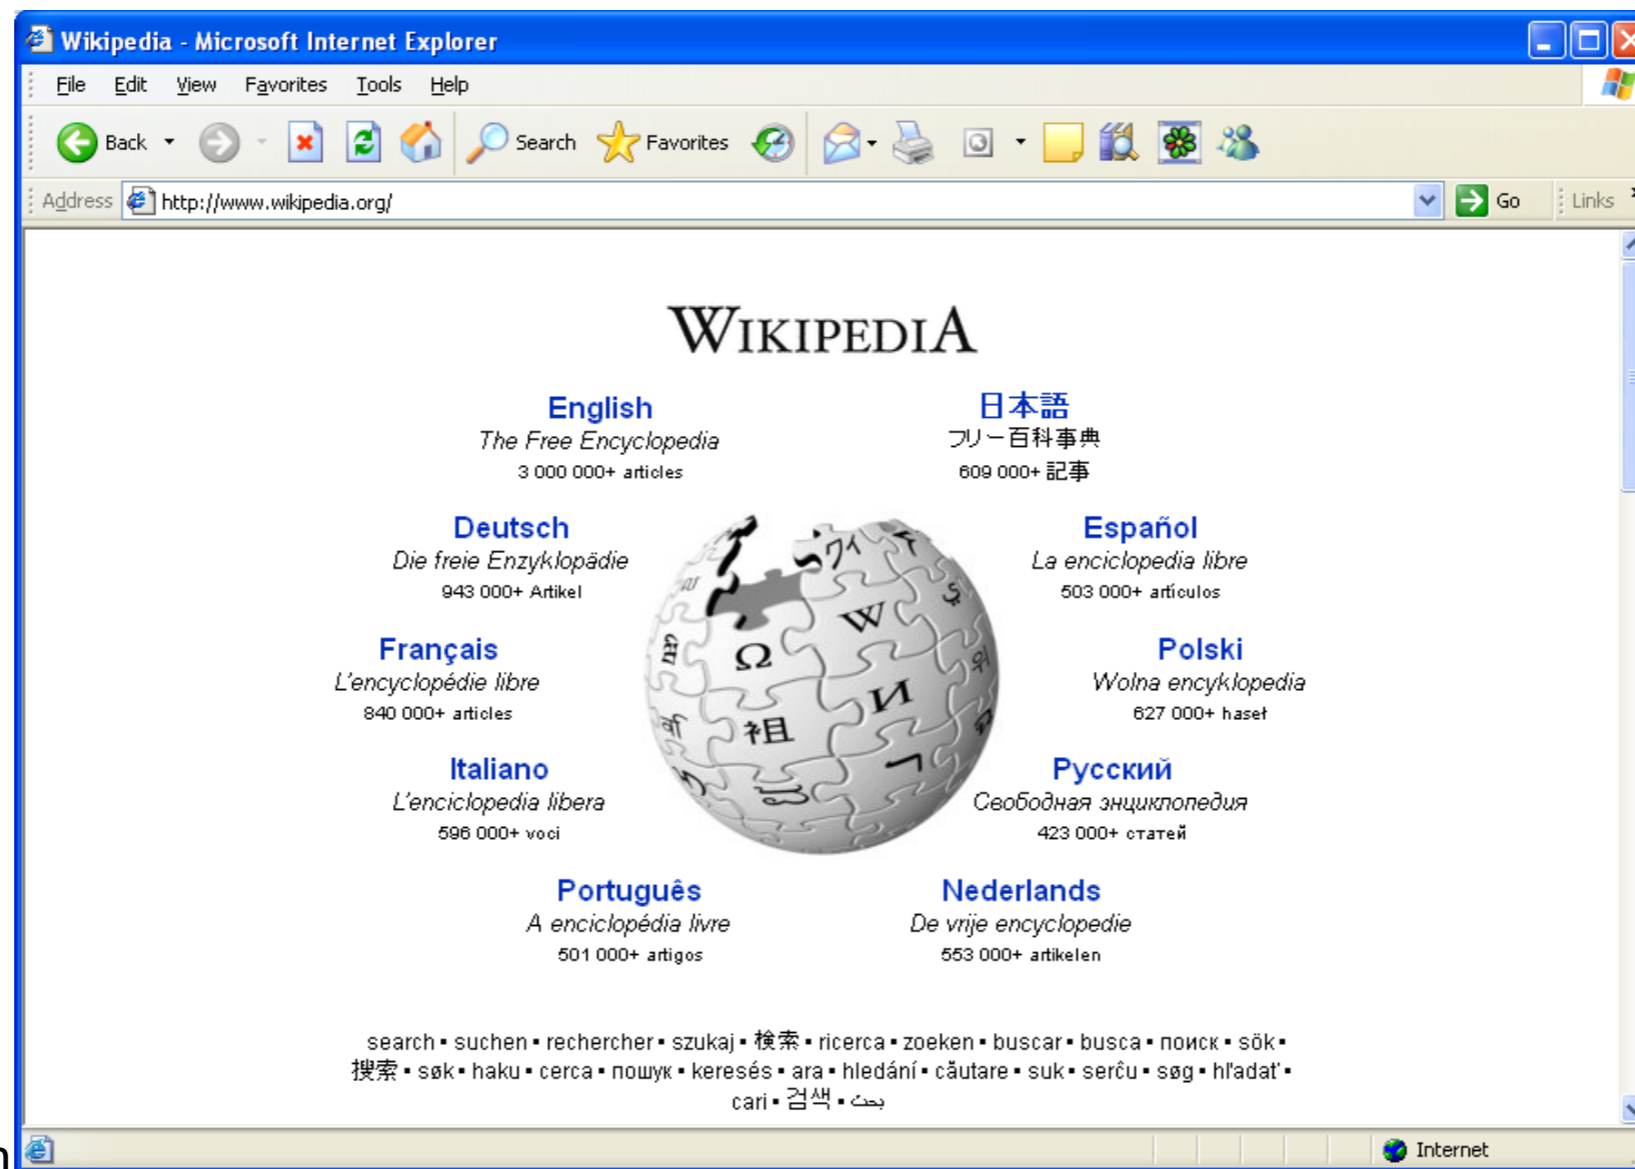 Wikipedia - Microsoft Internet Explorer
File Edit View Favorites Tools Help
Back Search Favorites
Address http://www.wikipedia.org/ Go Links
WIKIPEDIA
English
The Free Encyclopedia
3 000 000+ articles
日本語
フリー百科事典
609 000+ 記事
Deutsch
Die freie Enzyklopädie
943 000+ Artikel
Español
La enciclopedia libre
503 000+ artículos
Français
L'encyclopédie libre
840 000+ articles
Polski
Wolna encyklopedia
627 000+ haseł
Italiano
L'enciclopedia libera
596 000+ voci
Русский
Свободная энциклопедия
423 000+ статей
Português
A enciclopédia livre
501 000+ artigos
Nederlands
De vrije encyclopedie
553 000+ artikelen
Ω W И 祖
search • suchen • rechercher • szukaj • 検索 • ricerca • zoeken • buscar • busca • поиск • sök •
搜索 • søk • haku • cerca • пошук • keresés • ara • hledání • căutare • suk • serĉu • søg • hľadať •
cari • 검색 • بحث
Internet